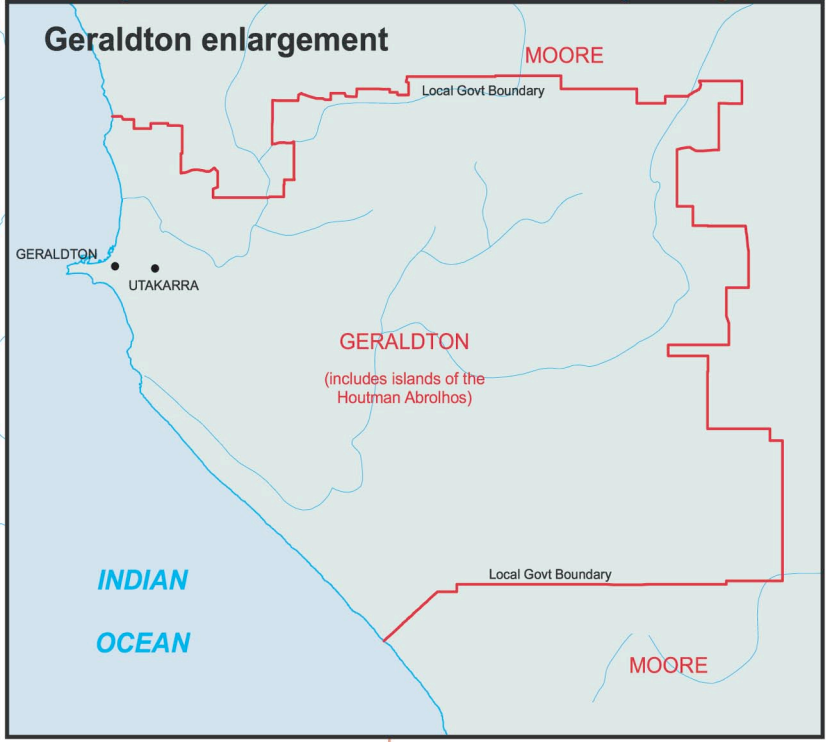 Geraldton enlargement
MOORE
Local Govt Boundary
GERALDTON
UTAKARRA
GERALDTON
(includes islands of the
Houtman Abrolhos)
INDIAN
OCEAN
Local Govt Boundary
MOORE